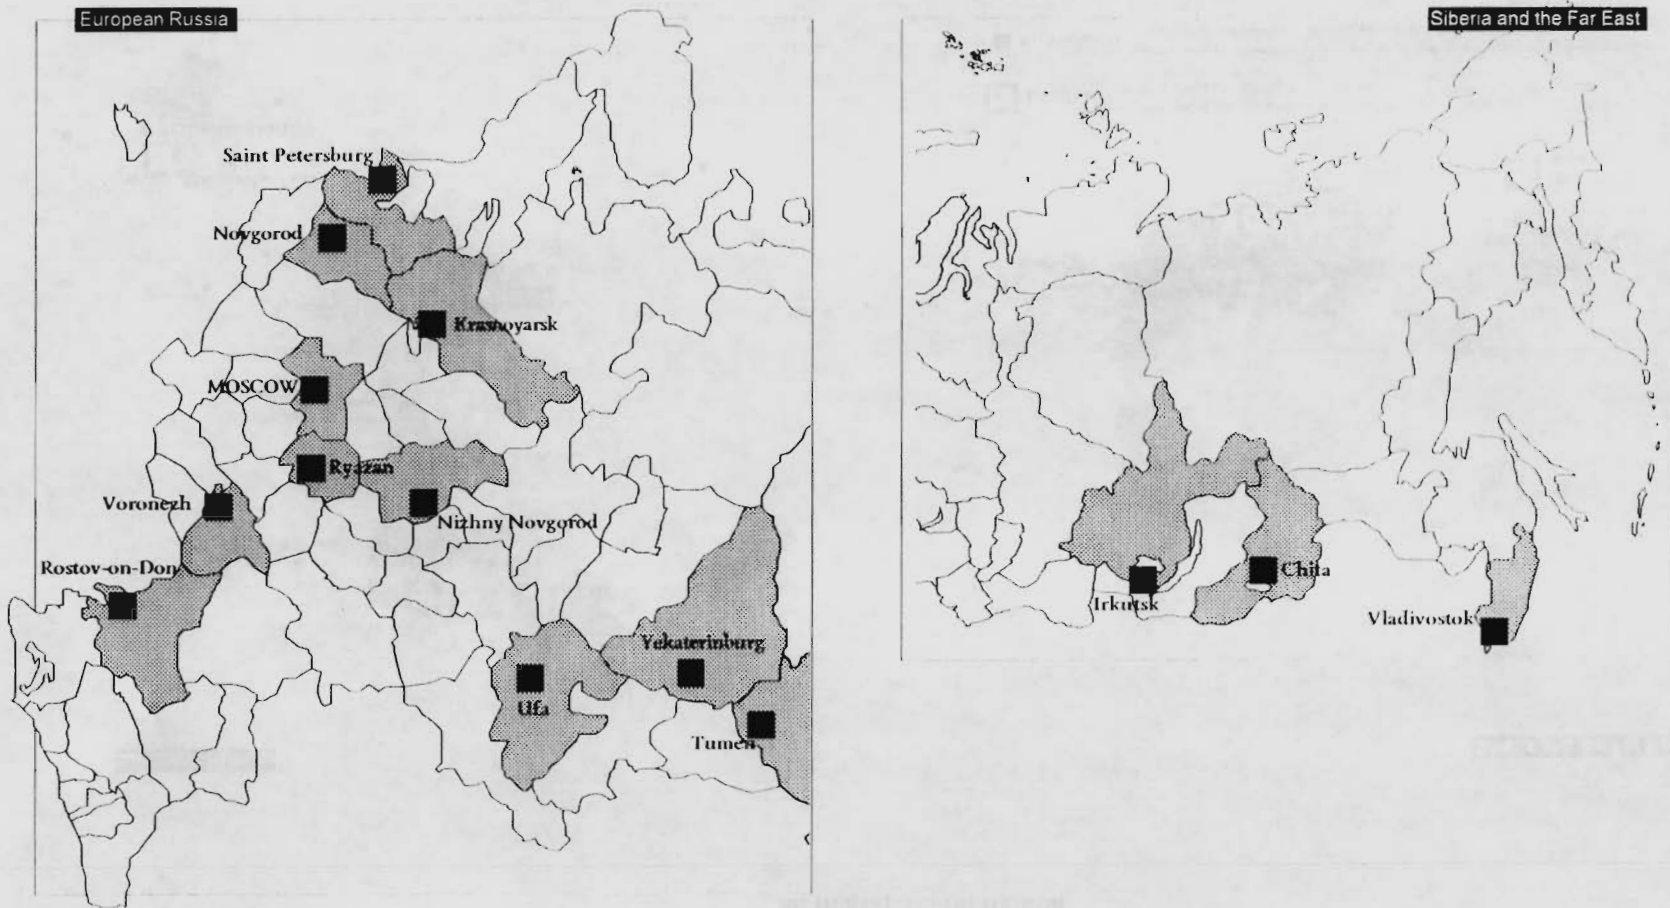 European Russia
Siberia and the Far East
Saint Petersburg
Novgorod
Krasnoyarsk
MOSCOW
Ryazan
Voronezh
Nizhny Novgorod
Rostov-on-Don
Yekaterinburg
Ufa
Tumen
Chita
Irkutsk
Vladivostok